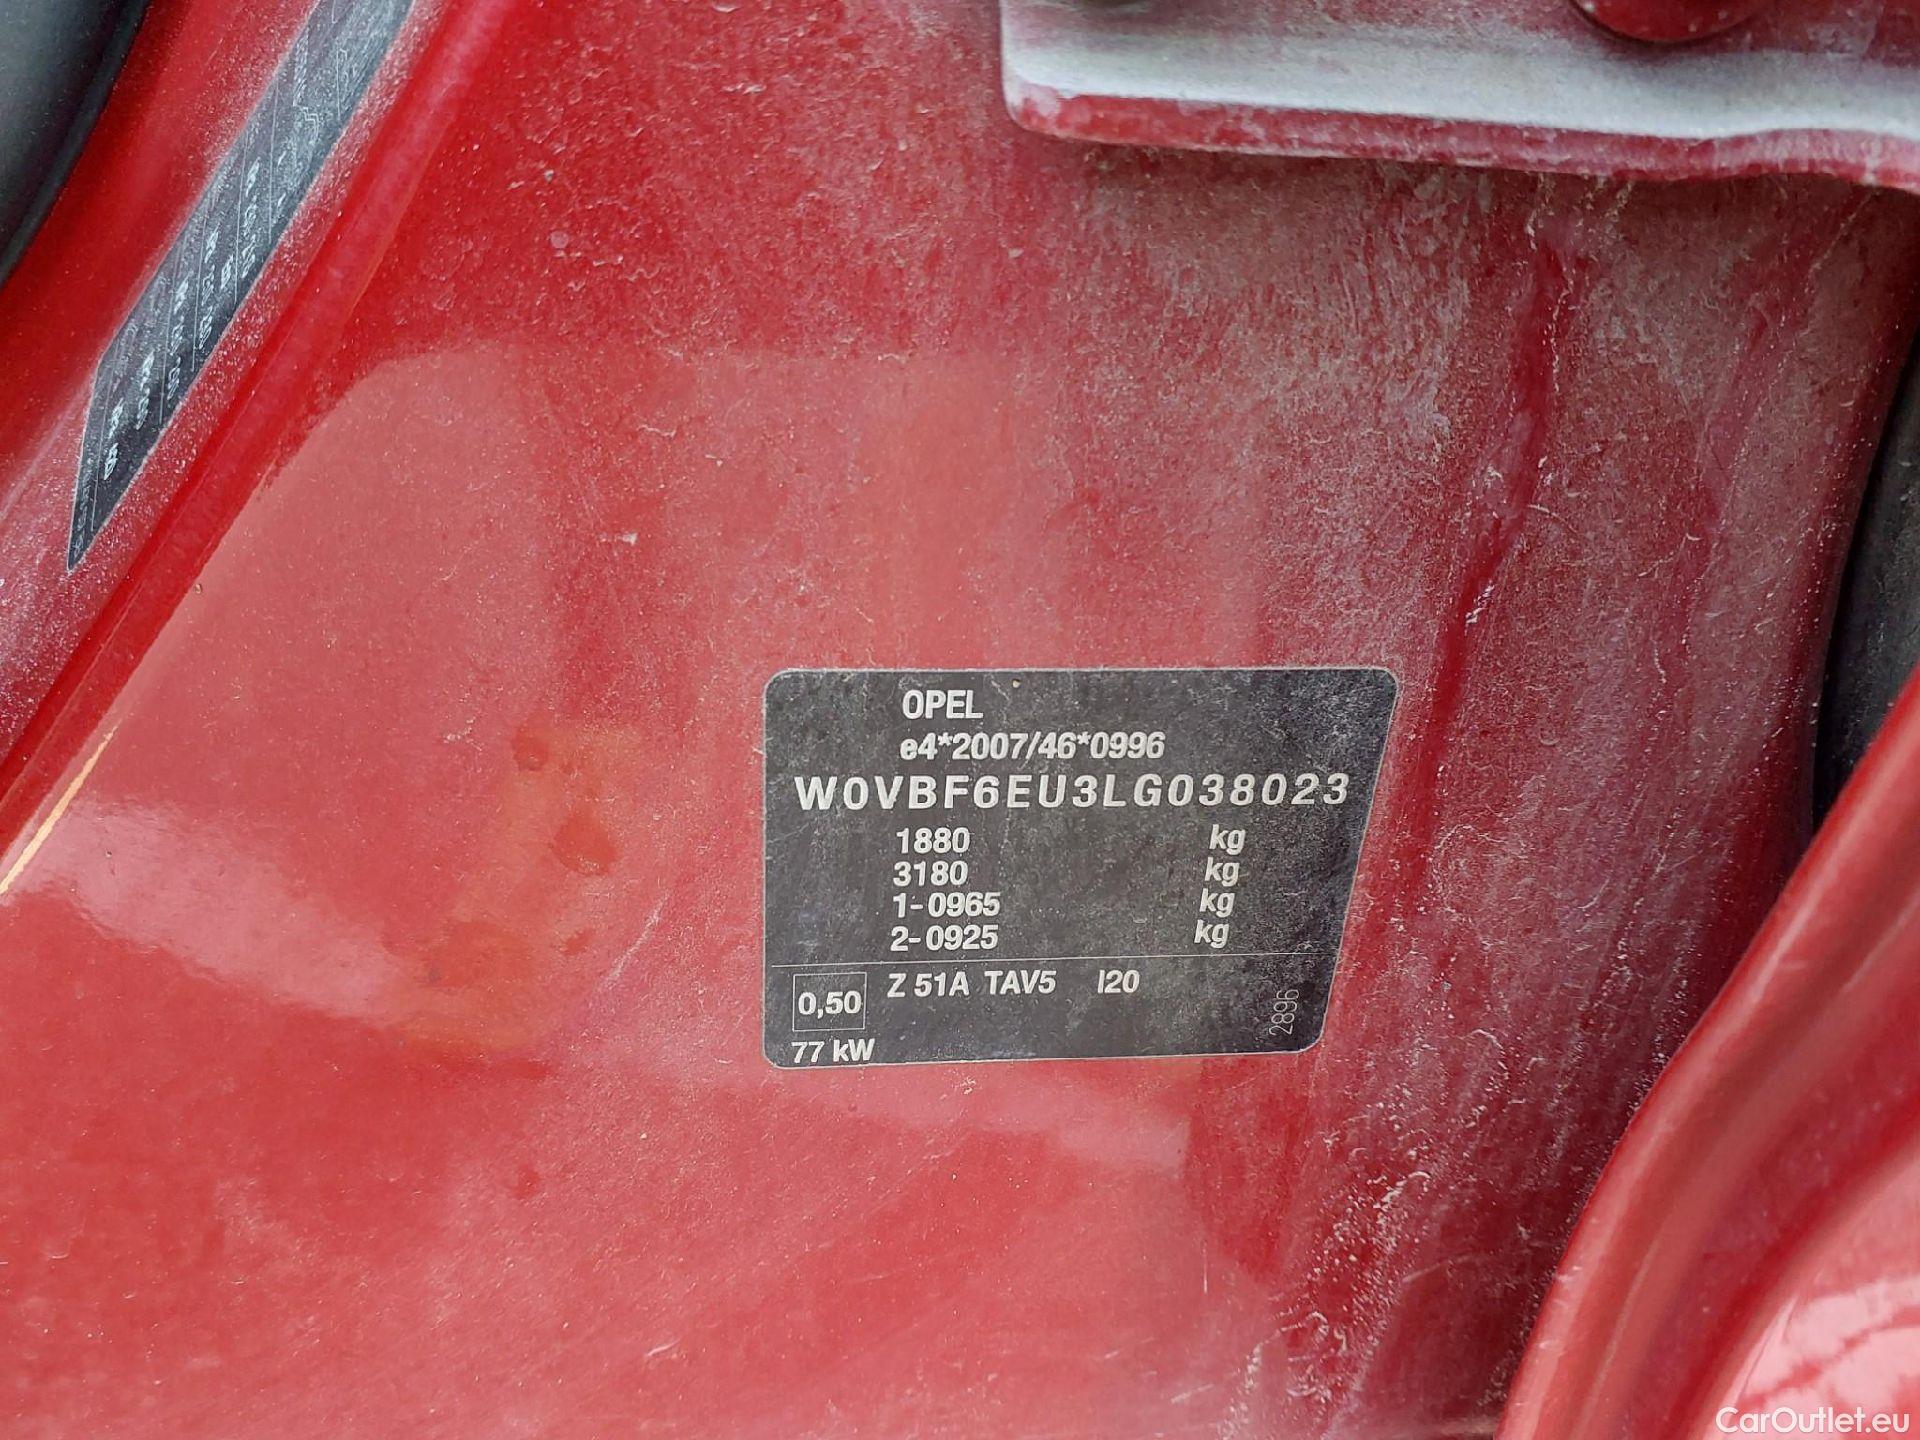 OPEL
e4*2007/46*0996
W0VBF6EU3LG038023
1880 kg
3180 kg
1-0965 kg
2-0925 kg
0,50 Z 51A TAV5 I20
2896
77 kW
CarOutlet.eu